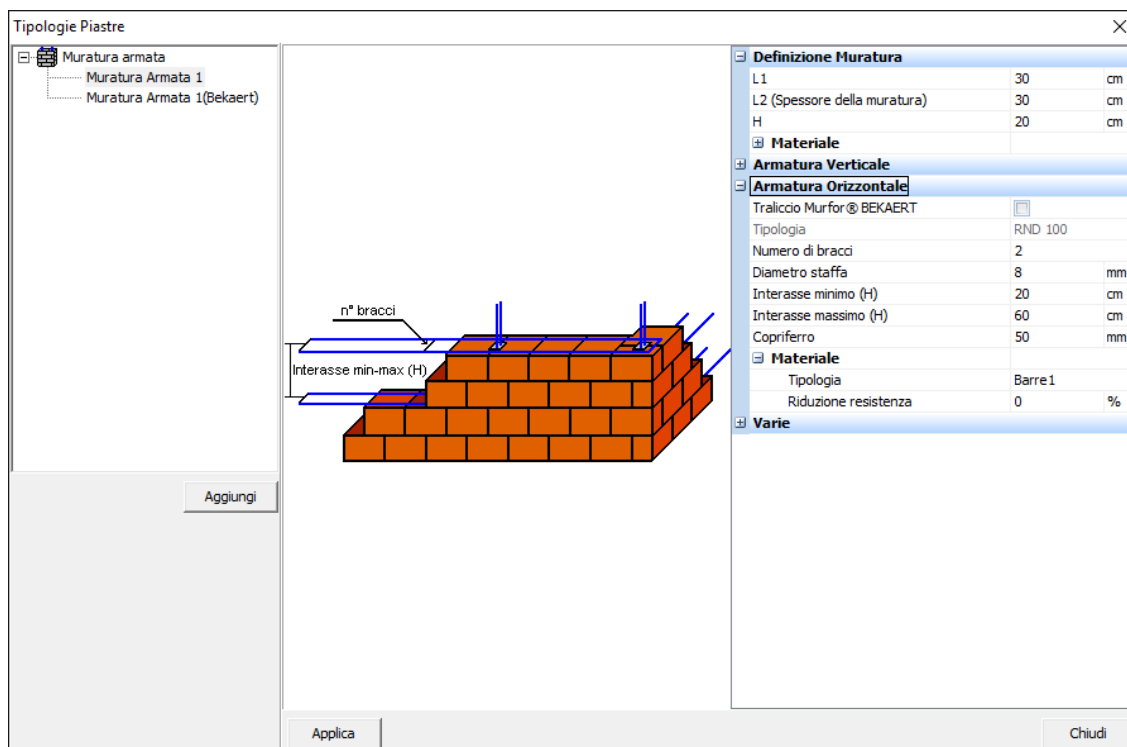 Tipologie Piastre
Muratura armata
Muratura Armata 1
Muratura Armata 1(Bekaert)
Aggiungi
n° bracci
Interasse min-max (H)
Definizione Muratura
L1 30 cm
L2 (Spessore della muratura) 30 cm
H 20 cm
Materiale
Armatura Verticale
Armatura Orizzontale
Traliccio Murfor® BEKAERT
Tipologia RND 100
Numero di bracci 2
Diametro staffa 8 mm
Interasse minimo (H) 20 cm
Interasse massimo (H) 60 cm
Copriferro 50 mm
Materiale
Tipologia Barre1
Riduzione resistenza 0 %
Varie
Applica
Chiudi